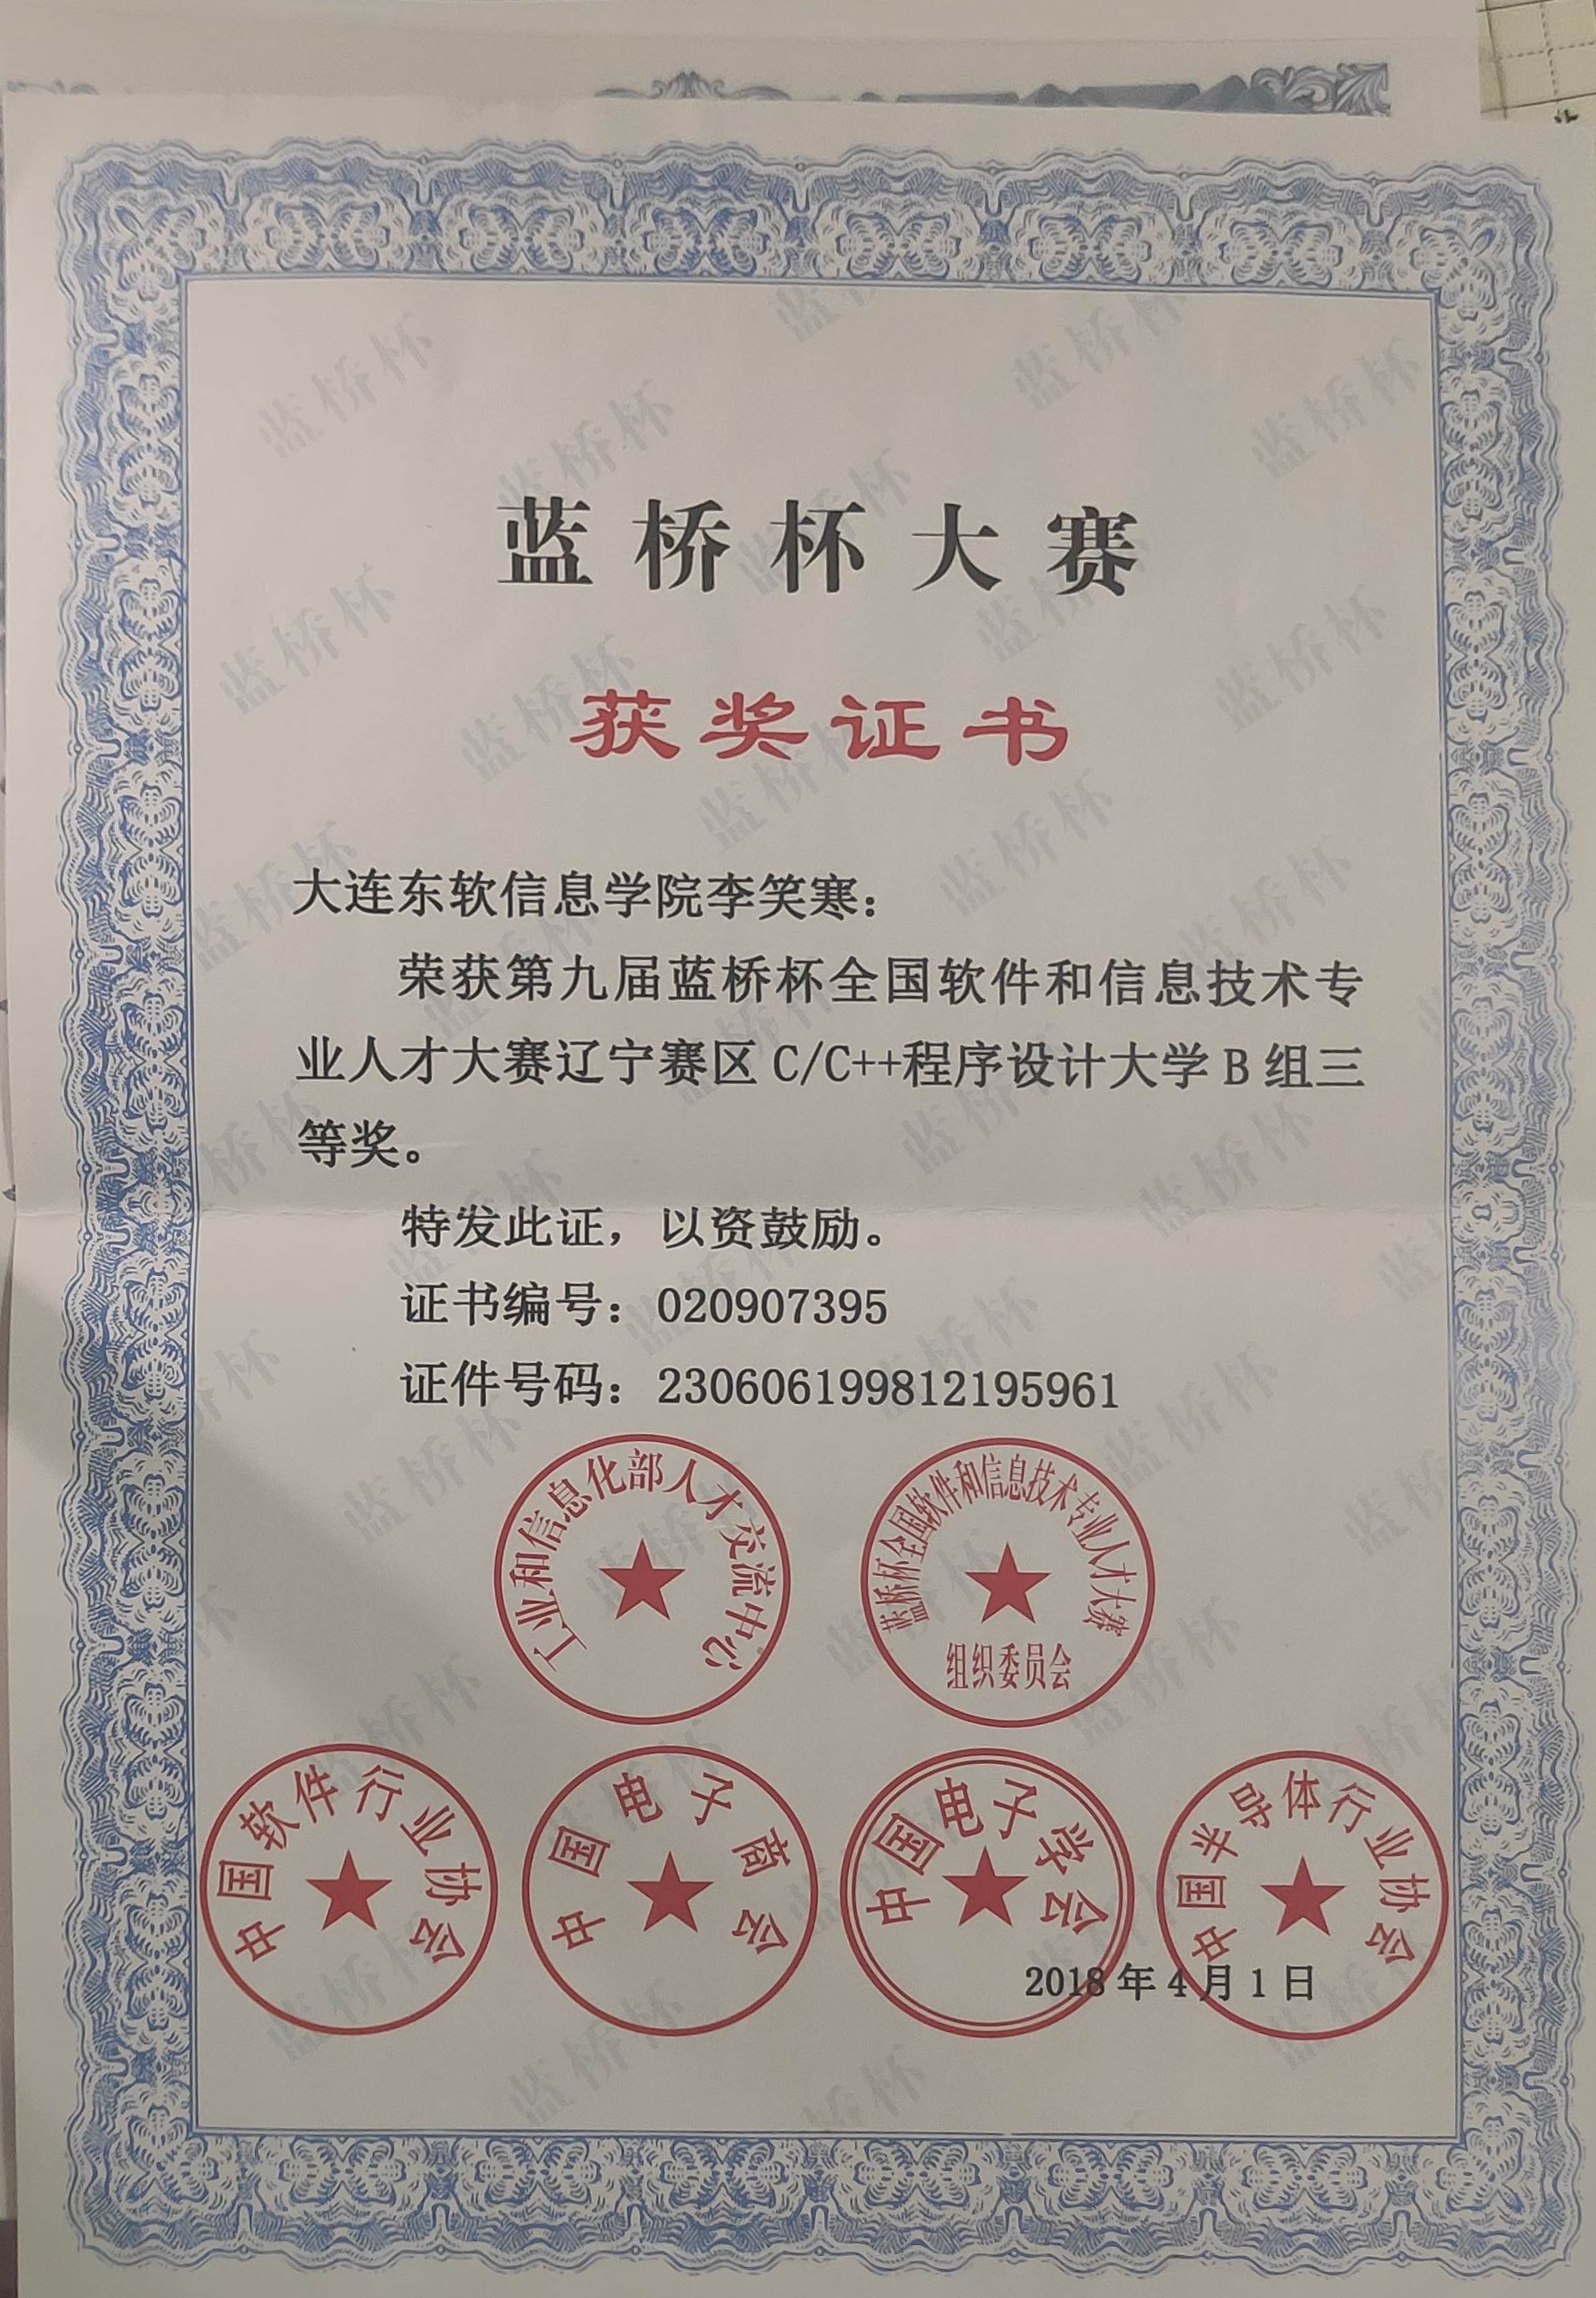 蓝桥杯大赛
获奖证书
大连东软信息学院李笑寒：
荣获第九届蓝桥杯全国软件和信息技术专
业人才大赛辽宁赛区 C/C++程序设计大学 B 组三
等奖。
特发此证，以资鼓励。
证书编号：020907395
证件号码：230606199812195961
工业和信息化部人才交流中心
蓝桥杯全国软件和信息技术专业人才大赛
组织委员会
中国软件行业协会
中国电子商会
中国电子学会
中国半导体行业协会
2018 年 4 月 1 日